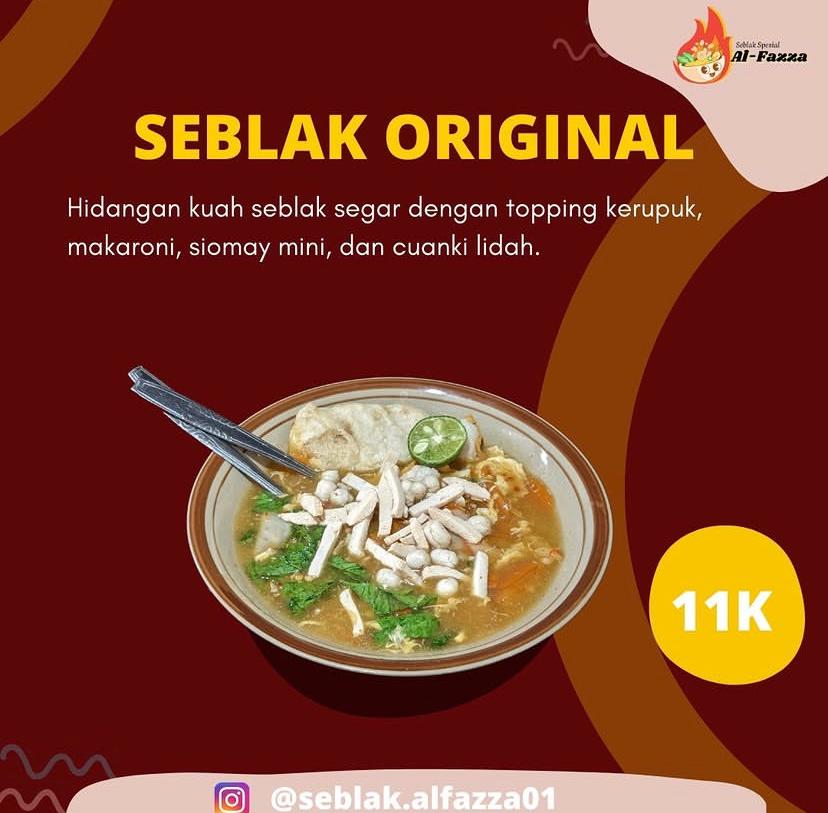 Seblak Spesial
Al-Fazza
SEBLAK ORIGINAL
Hidangan kuah seblak segar dengan topping kerupuk,
makaroni, siomay mini, dan cuanki lidah.
11K
@seblak.alfazza01